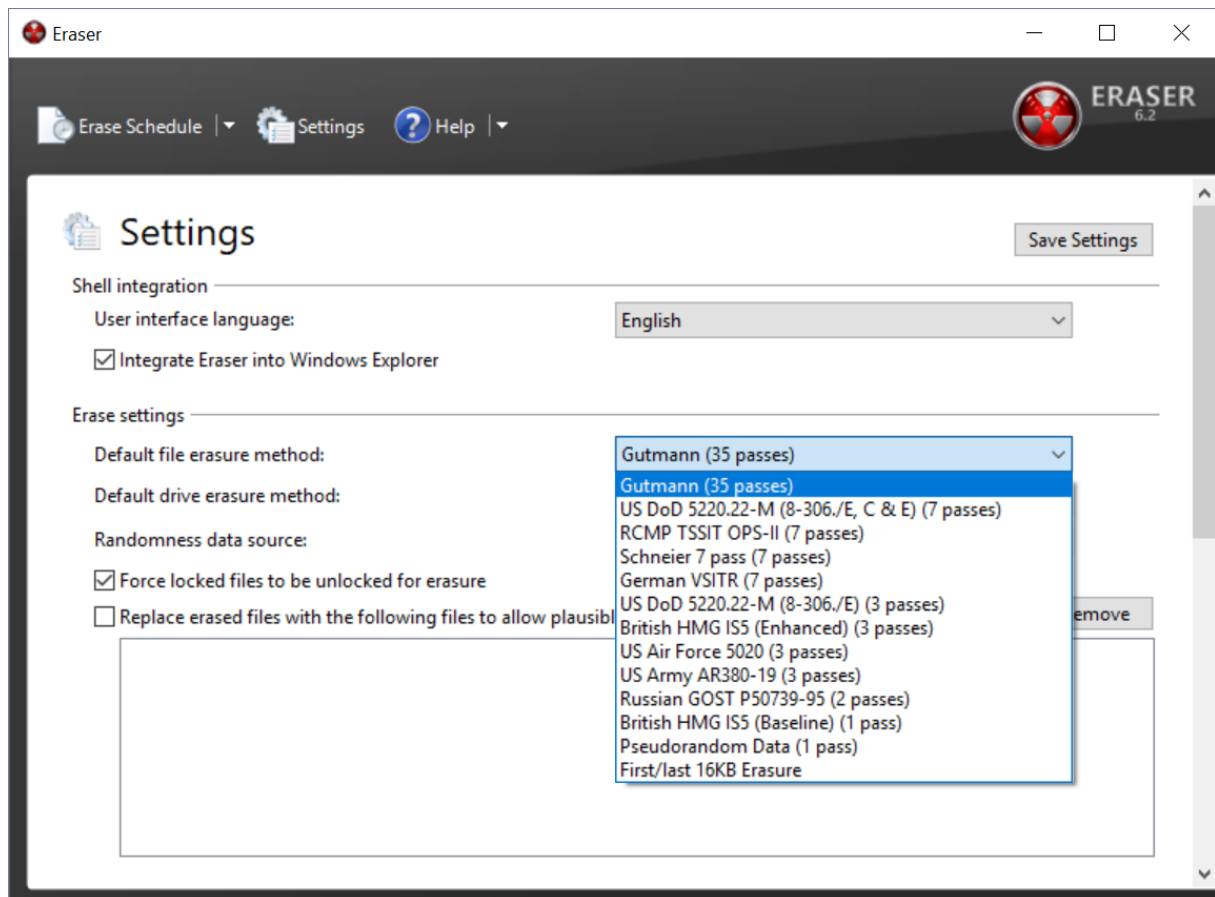 Eraser
Erase Schedule
Settings
Help
ERASER
6.2
Settings
Save Settings
Shell integration
User interface language:
English
Integrate Eraser into Windows Explorer
Erase settings
Default file erasure method:
Gutmann (35 passes)
Default drive erasure method:
Randomness data source:
Force locked files to be unlocked for erasure
Replace erased files with the following files to allow plausibl
emove
Gutmann (35 passes)
US DoD 5220.22-M (8-306./E, C & E) (7 passes)
RCMP TSSIT OPS-II (7 passes)
Schneier 7 pass (7 passes)
German VSITR (7 passes)
US DoD 5220.22-M (8-306./E) (3 passes)
British HMG IS5 (Enhanced) (3 passes)
US Air Force 5020 (3 passes)
US Army AR380-19 (3 passes)
Russian GOST P50739-95 (2 passes)
British HMG IS5 (Baseline) (1 pass)
Pseudorandom Data (1 pass)
First/last 16KB Erasure